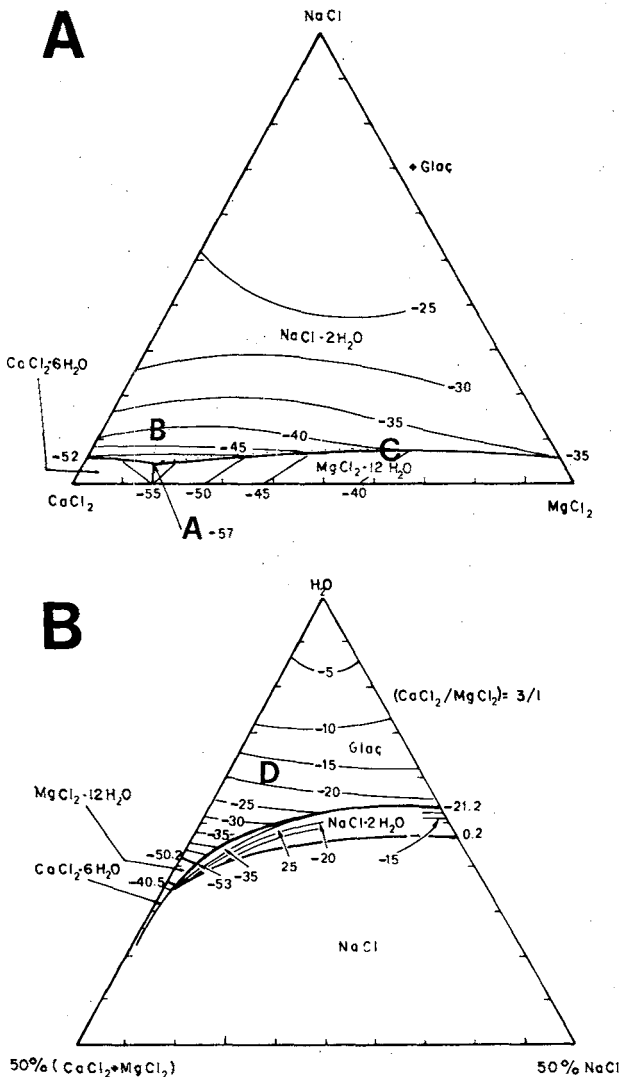 A
NaCl
+Glaç
-25
NaCl·2H₂O
CaCl₂·6H₂O
-30
-35
B
-40
-45
C
-52
-35
MgCl₂·12H₂O
-55
-50
-45
-40
CaCl₂
MgCl₂
A -57
H₂O
B
-5
(CaCl₂/MgCl₂)= 3/1
-10
Glaç
-15
D
-20
MgCl₂·12H₂O
-25
-21.2
-30
NaCl·2H₂O
-35
0.2
-50.2
-15
CaCl₂·6H₂O
-20
25
-35
-53
-40.5
NaCl
50% (CaCl₂+MgCl₂)
50% NaCl